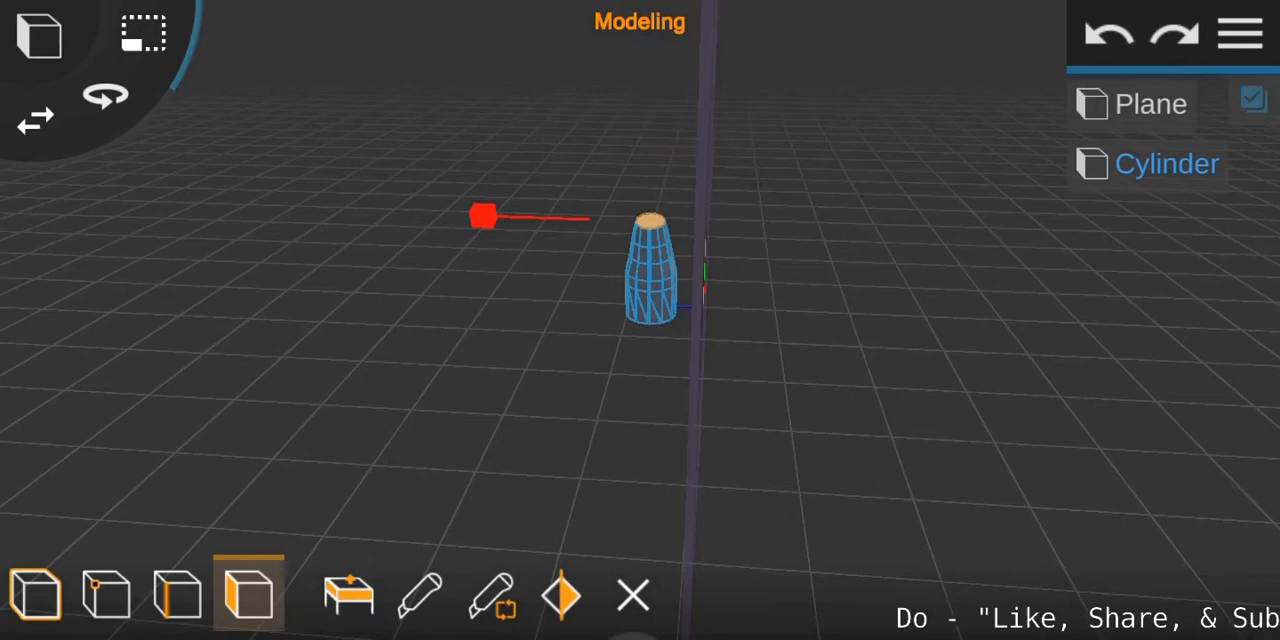 Modeling
Plane
Cylinder
Do - "Like, Share, & Sub